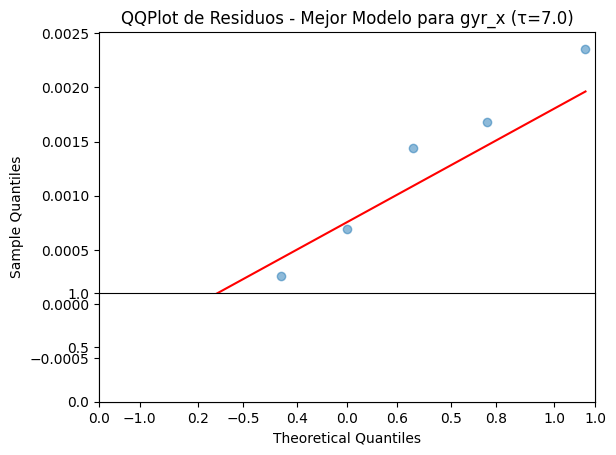 QQPlot de Residuos - Mejor Modelo para gyr_x (τ=7.0)
0.0025
0.0020
0.0015
0.0010
0.0005
1.0
0.0000
0.5
−0.0005
0.0
Sample Quantiles
0.0 −1.0 0.2 −0.5 0.4 0.0 0.6 0.5 0.8 1.0 1.0
Theoretical Quantiles